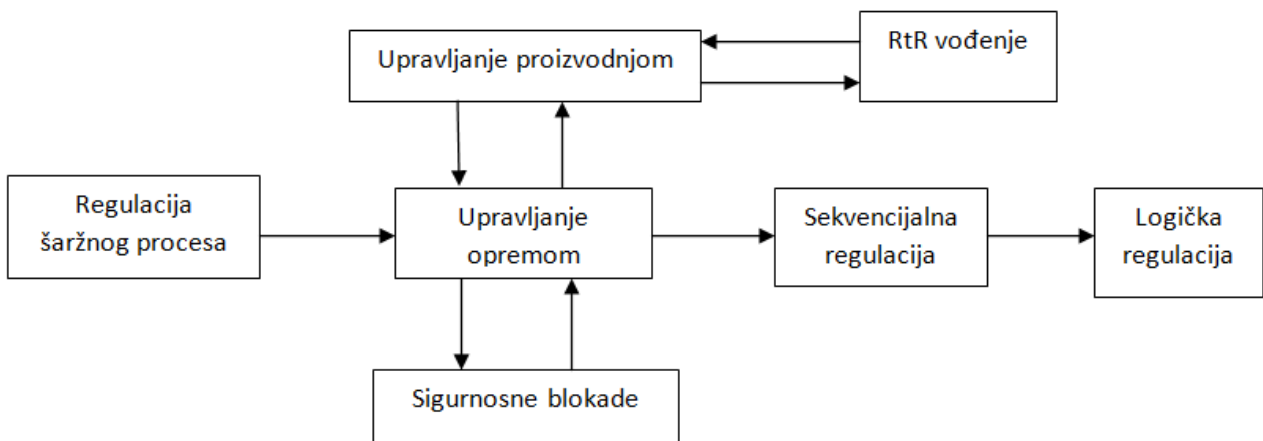 RtR vođenje
Upravljanje proizvodnjom
Regulacija
šaržnog procesa
Upravljanje
opremom
Sekvencijalna
regulacija
Logička
regulacija
Sigurnosne blokade